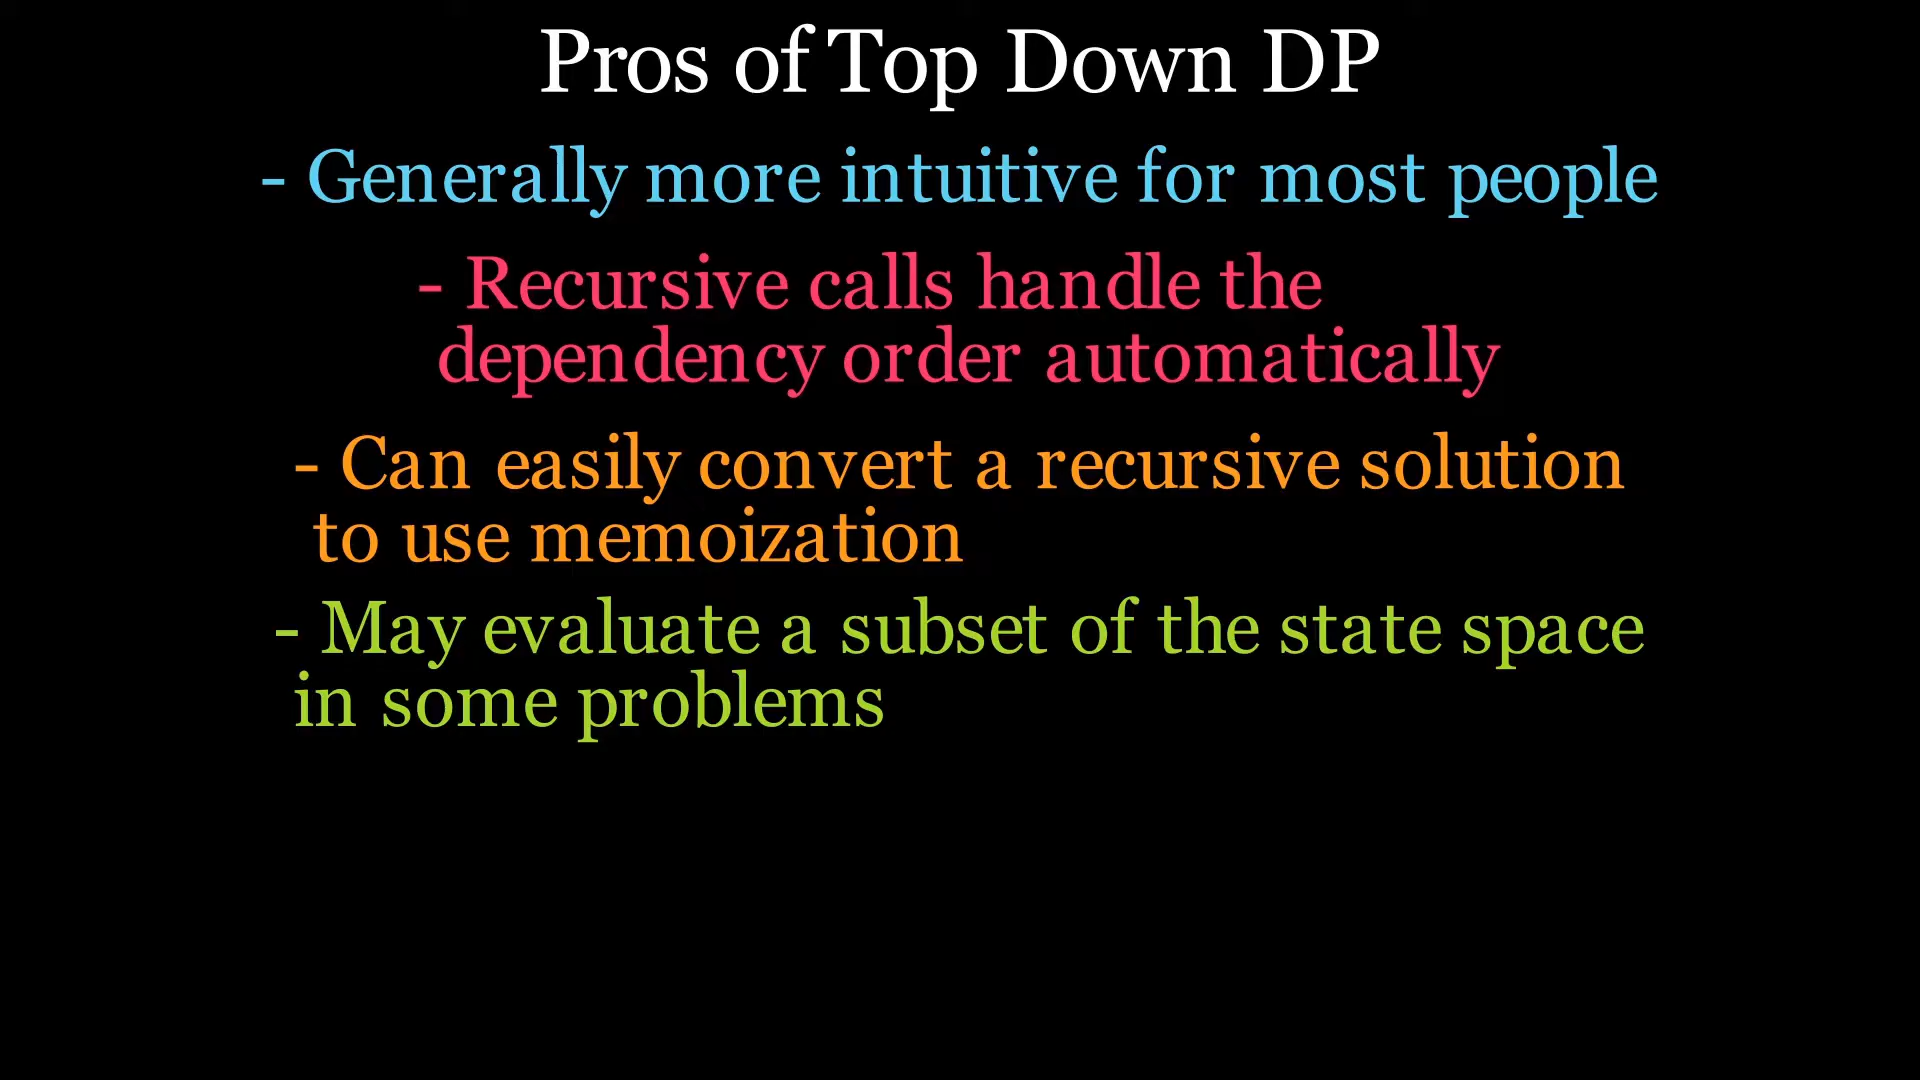 Pros of Top Down DP
- Generally more intuitive for most people
- Recursive calls handle the
dependency order automatically
- Can easily convert a recursive solution
to use memoization
- May evaluate a subset of the state space
in some problems